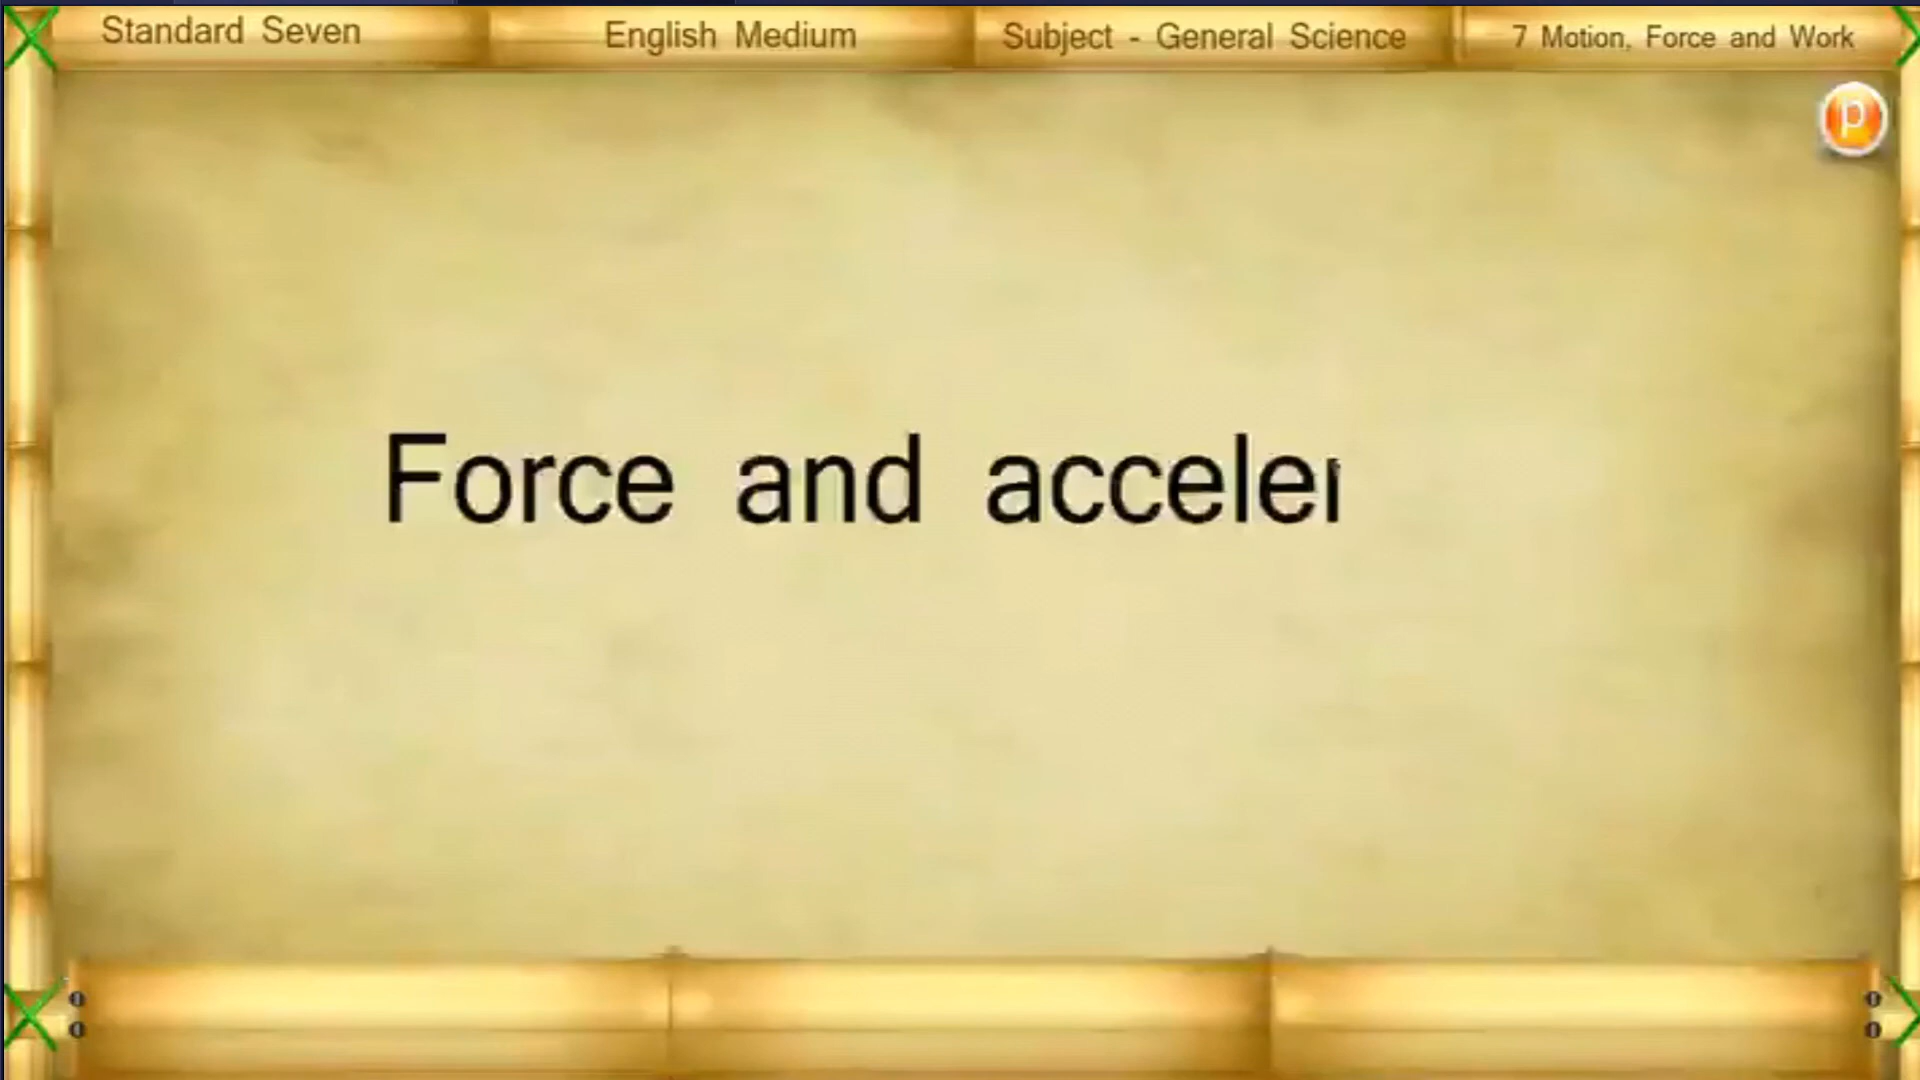 Standard Seven
English Medium
Subject - General Science
7 Motion, Force and Work
p
Force and acceler